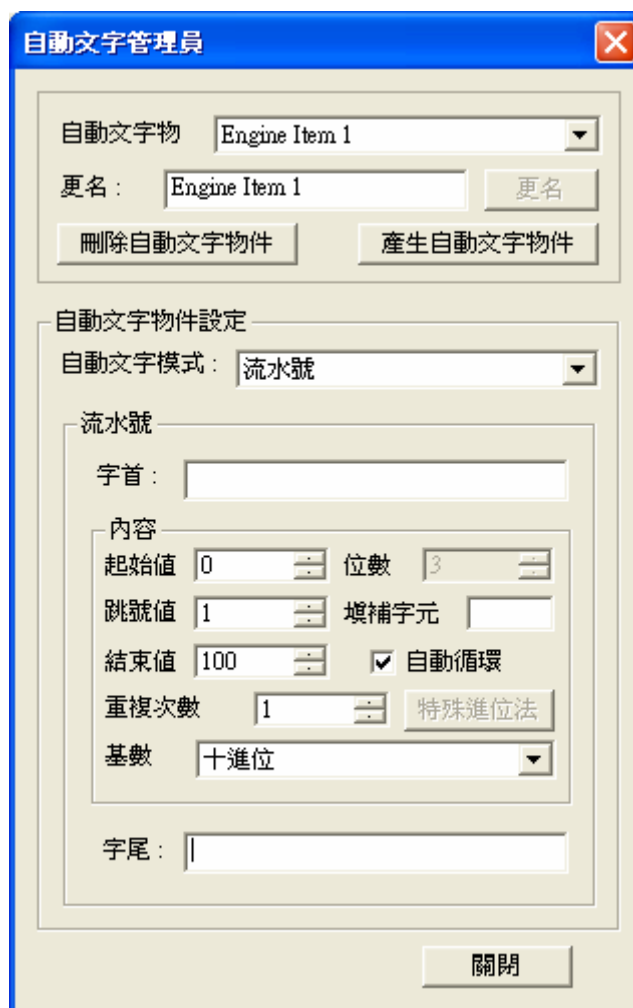 自動文字管理員
自動文字物 Engine Item 1
更名： Engine Item 1 更名
刪除自動文字物件 產生自動文字物件
自動文字物件設定
自動文字模式： 流水號
流水號
字首：
內容
起始值 0 位數 3
跳號值 1 填補字元
結束值 100 自動循環
重複次數 1 特殊進位法
基數 十進位
字尾：
關閉